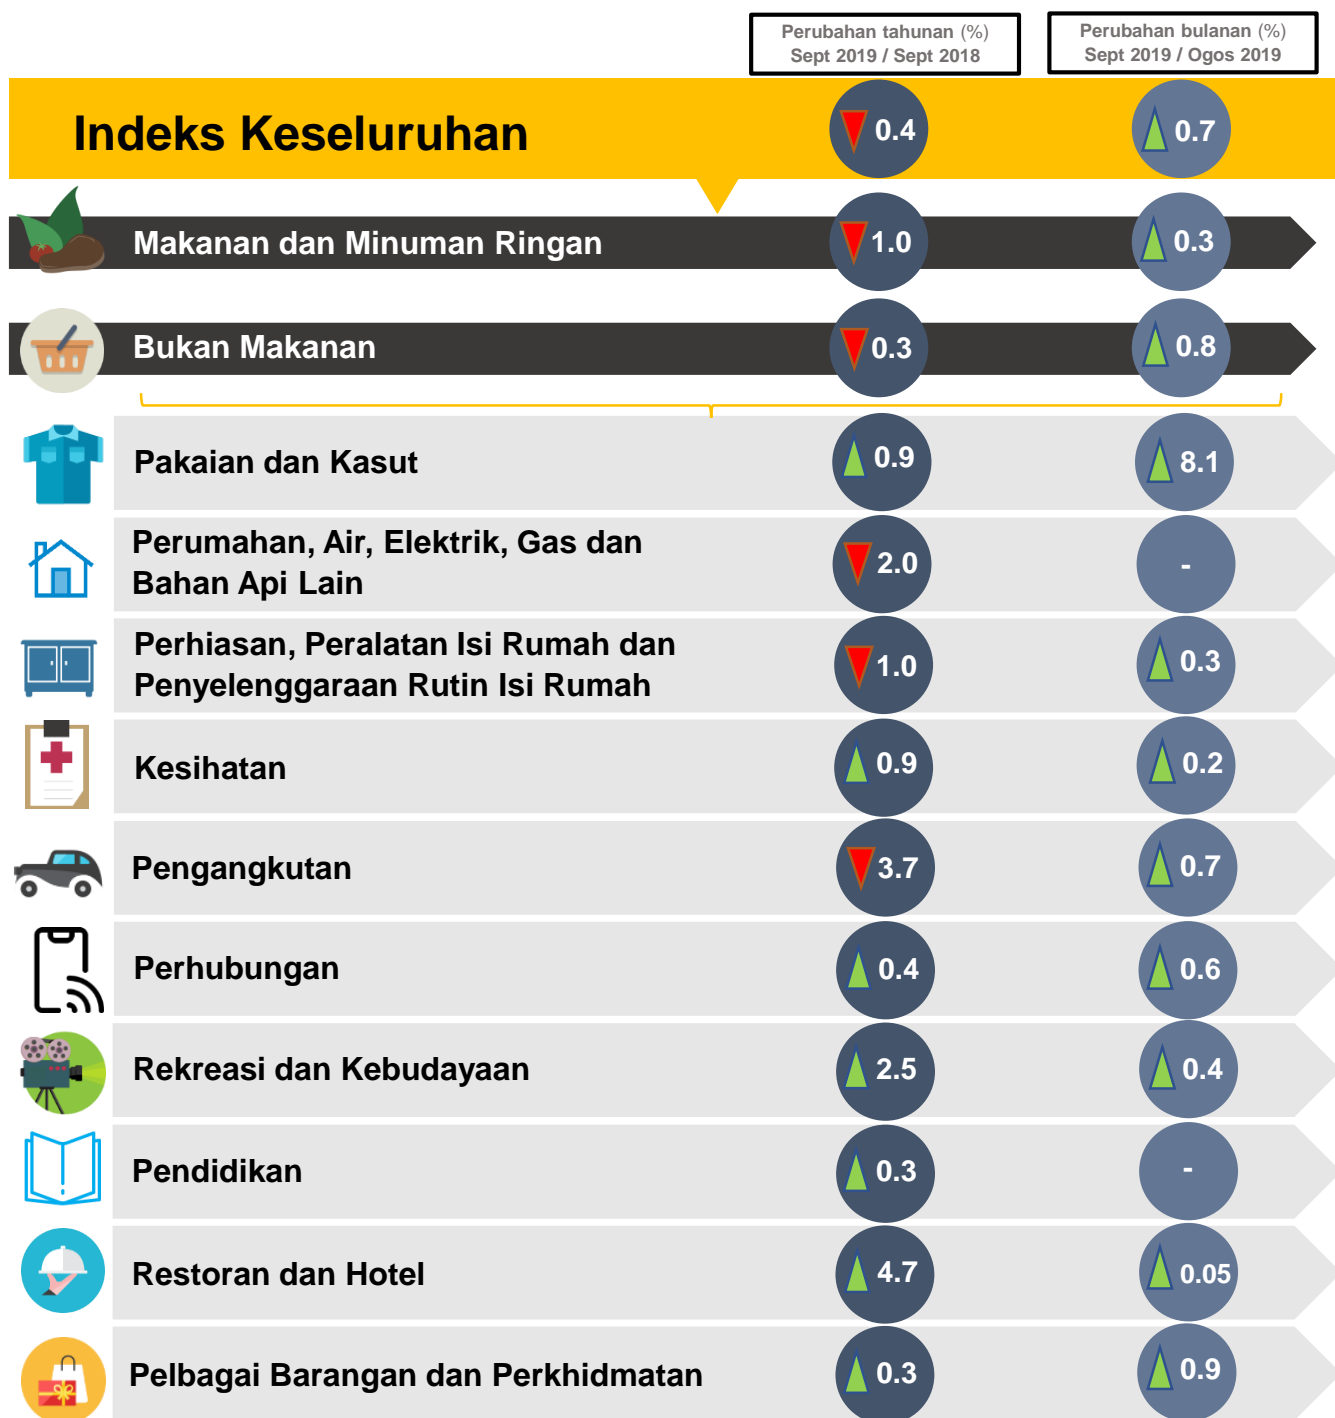 Perubahan tahunan (%)
Sept 2019 / Sept 2018
Perubahan bulanan (%)
Sept 2019 / Ogos 2019
Indeks Keseluruhan
0.4
0.7
Makanan dan Minuman Ringan
1.0
0.3
Bukan Makanan
0.3
0.8
Pakaian dan Kasut
0.9
8.1
Perumahan, Air, Elektrik, Gas dan
Bahan Api Lain
2.0
-
Perhiasan, Peralatan Isi Rumah dan
Penyelenggaraan Rutin Isi Rumah
1.0
0.3
Kesihatan
0.9
0.2
Pengangkutan
3.7
0.7
Perhubungan
0.4
0.6
Rekreasi dan Kebudayaan
2.5
0.4
Pendidikan
0.3
-
Restoran dan Hotel
4.7
0.05
Pelbagai Barangan dan Perkhidmatan
0.3
0.9